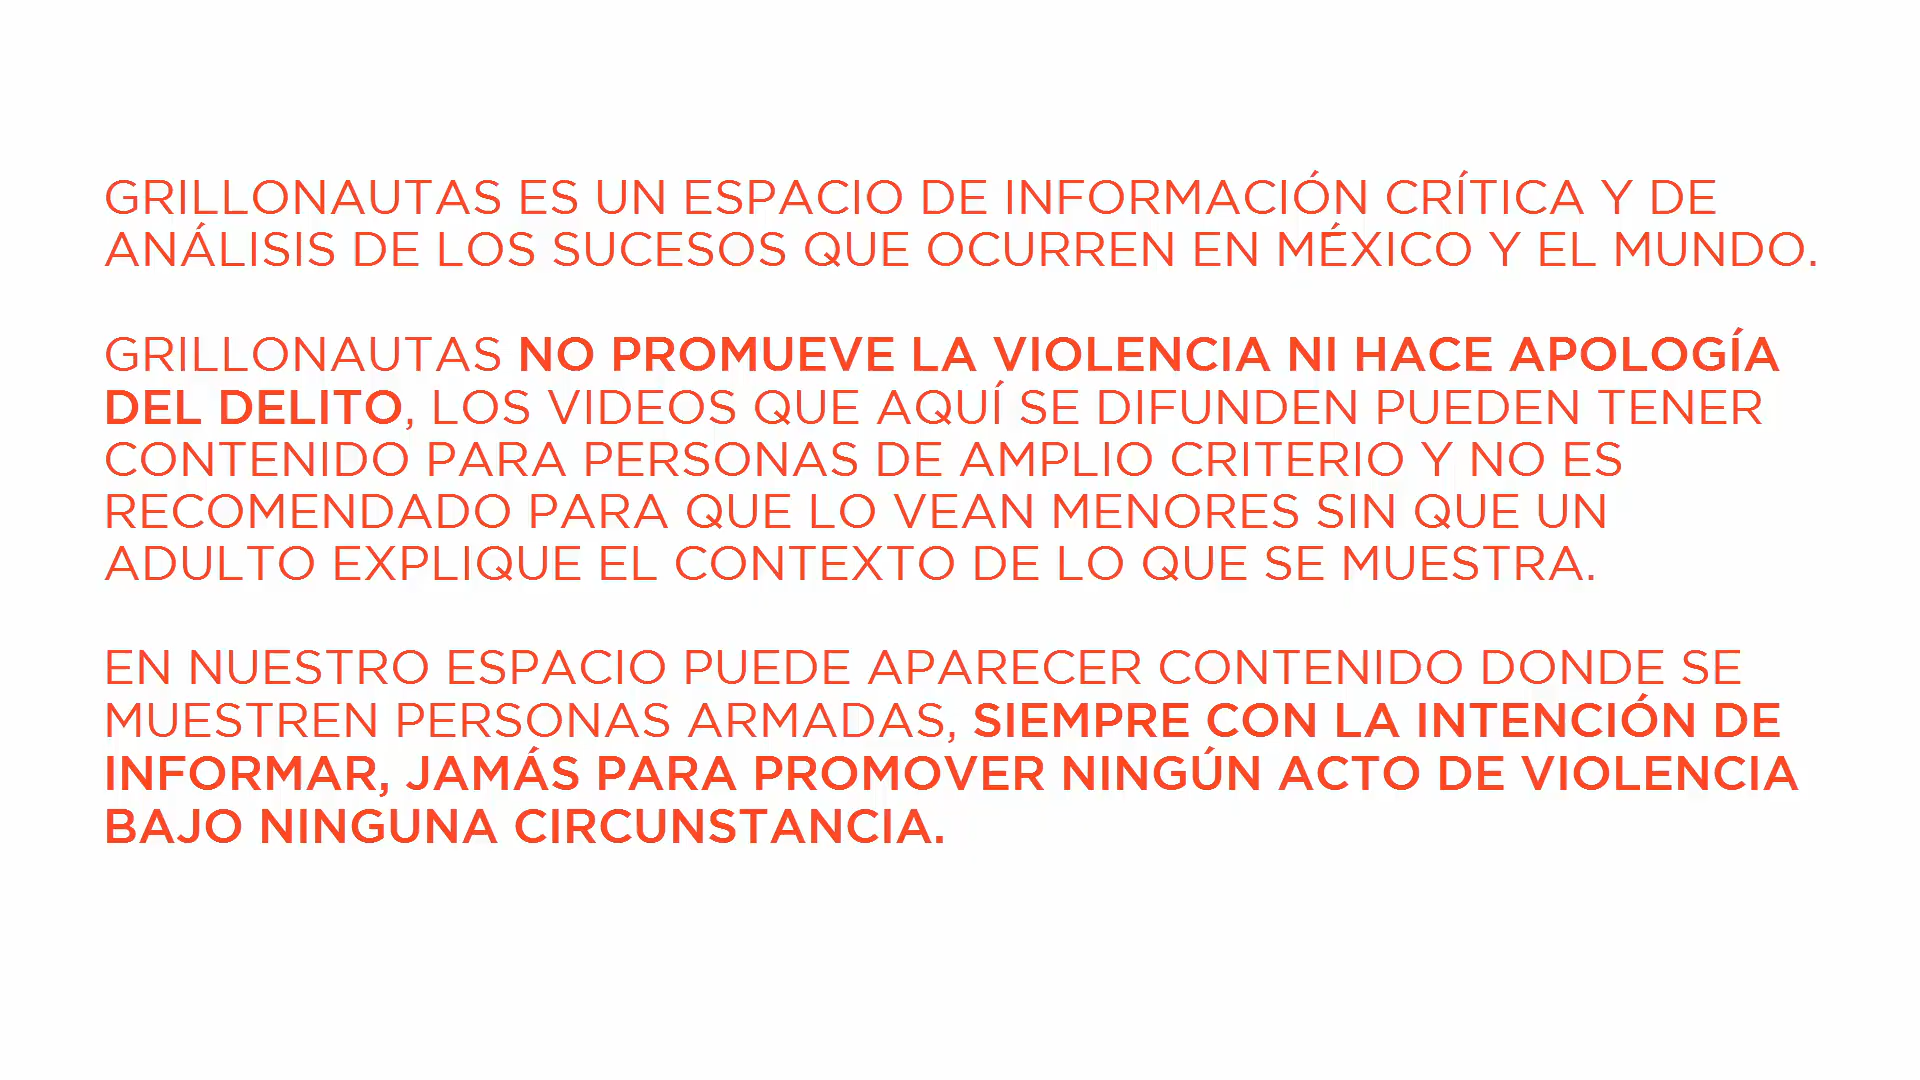 GRILLONAUTAS ES UN ESPACIO DE INFORMACIÓN CRÍTICA Y DE
ANÁLISIS DE LOS SUCESOS QUE OCURREN EN MÉXICO Y EL MUNDO.
GRILLONAUTAS NO PROMUEVE LA VIOLENCIA NI HACE APOLOGÍA
DEL DELITO, LOS VIDEOS QUE AQUÍ SE DIFUNDEN PUEDEN TENER
CONTENIDO PARA PERSONAS DE AMPLIO CRITERIO Y NO ES
RECOMENDADO PARA QUE LO VEAN MENORES SIN QUE UN
ADULTO EXPLIQUE EL CONTEXTO DE LO QUE SE MUESTRA.
EN NUESTRO ESPACIO PUEDE APARECER CONTENIDO DONDE SE
MUESTREN PERSONAS ARMADAS, SIEMPRE CON LA INTENCIÓN DE
INFORMAR, JAMÁS PARA PROMOVER NINGÚN ACTO DE VIOLENCIA
BAJO NINGUNA CIRCUNSTANCIA.